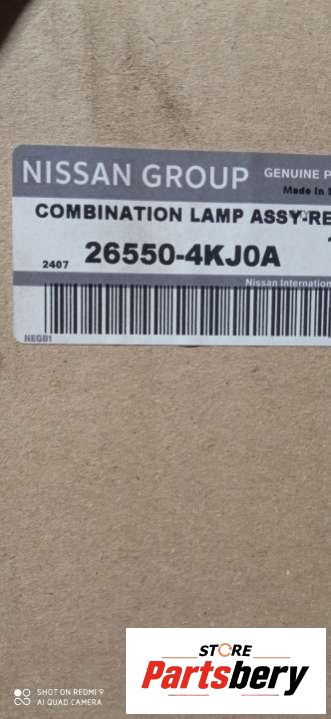 NISSAN GROUP GENUINE P
Made in
COMBINATION LAMP ASSY-RE
2407 26550-4KJ0A
Nissan Internation
NEGB1
STORE
Partsbery
SHOT ON REDMI 9
AI QUAD CAMERA